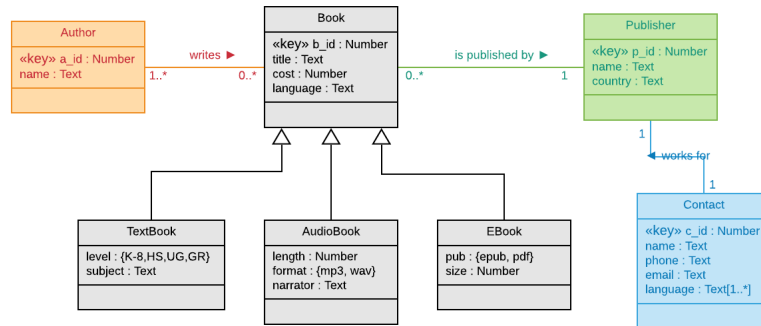 Author
«key» a_id : Number
name : Text
writes ►
1..*
0..*
Book
«key» b_id : Number
title : Text
cost : Number
language : Text
is published by ►
0..*
1
Publisher
«key» p_id : Number
name : Text
country : Text
1
◄ works for
1
TextBook
level : {K-8,HS,UG,GR}
subject : Text
AudioBook
length : Number
format : {mp3, wav}
narrator : Text
EBook
pub : {epub, pdf}
size : Number
Contact
«key» c_id : Number
name : Text
phone : Text
email : Text
language : Text[1..*]